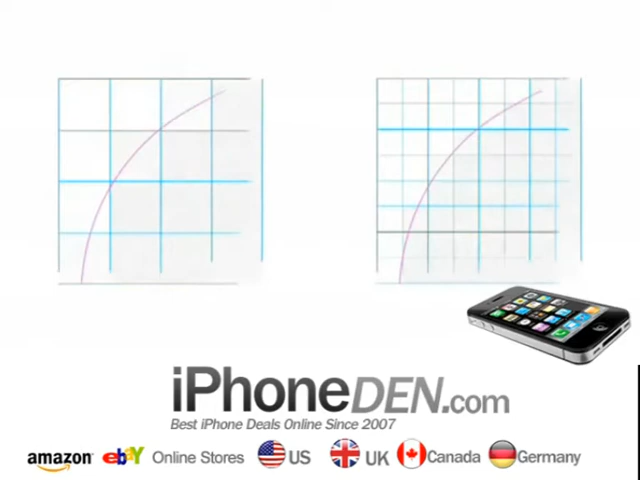 iPhoneDEN.com
Best iPhone Deals Online Since 2007
amazon ebY Online Stores US UK Canada Germany